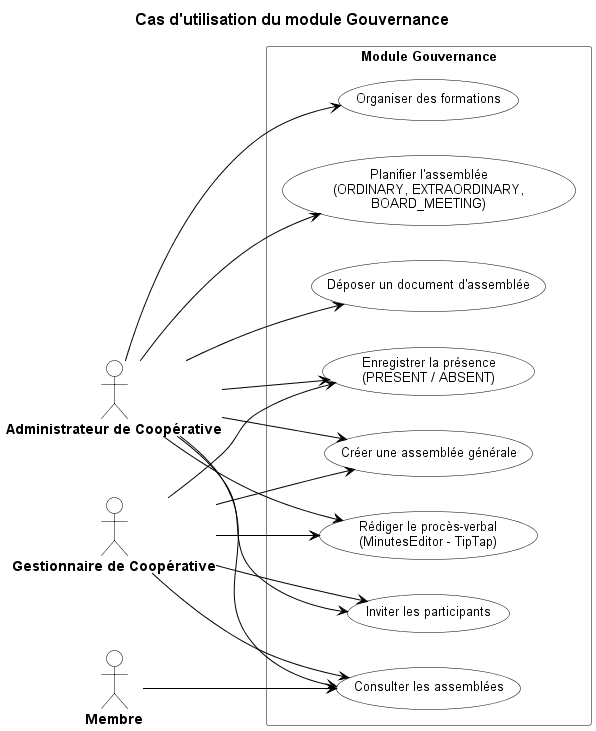 Cas d'utilisation du module Gouvernance
Module Gouvernance
Organiser des formations
Planifier l'assemblée
(ORDINARY, EXTRAORDINARY,
BOARD_MEETING)
Déposer un document d'assemblée
Enregistrer la présence
(PRESENT / ABSENT)
Administrateur de Coopérative
Créer une assemblée générale
Rédiger le procès-verbal
(MinutesEditor - TipTap)
Gestionnaire de Coopérative
Inviter les participants
Consulter les assemblées
Membre